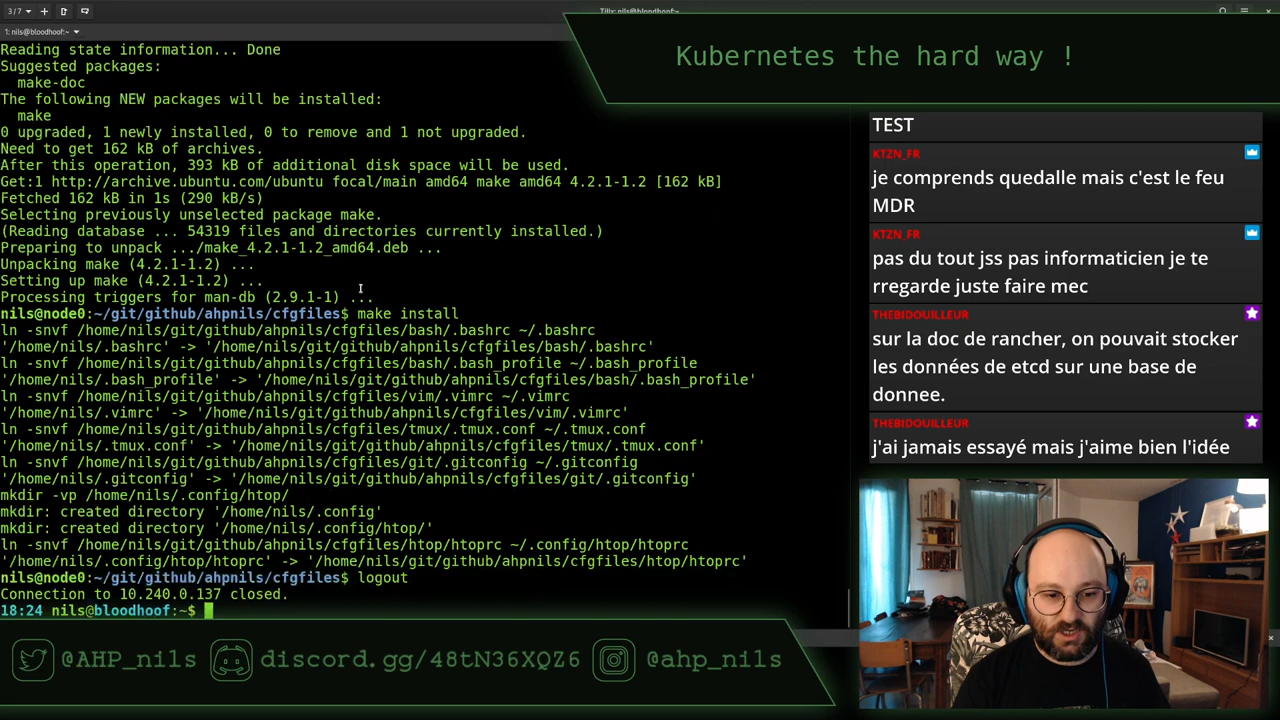 3/7
Tilix: nils@bloodhoof:~
1: nils@bloodhoof:~
Reading state information... Done
Suggested packages:
  make-doc
The following NEW packages will be installed:
  make
0 upgraded, 1 newly installed, 0 to remove and 1 not upgraded.
Need to get 162 kB of archives.
After this operation, 393 kB of additional disk space will be used.
Get:1 http://archive.ubuntu.com/ubuntu focal/main amd64 make amd64 4.2.1-1.2 [162 kB]
Fetched 162 kB in 1s (290 kB/s)
Selecting previously unselected package make.
(Reading database ... 54319 files and directories currently installed.)
Preparing to unpack .../make_4.2.1-1.2_amd64.deb ...
Unpacking make (4.2.1-1.2) ...
Setting up make (4.2.1-1.2) ...
Processing triggers for man-db (2.9.1-1) ...
nils@node0:~/git/github/ahpnils/cfgfiles$ make install
ln -snvf /home/nils/git/github/ahpnils/cfgfiles/bash/.bashrc ~/.bashrc
'/home/nils/.bashrc' -> '/home/nils/git/github/ahpnils/cfgfiles/bash/.bashrc'
ln -snvf /home/nils/git/github/ahpnils/cfgfiles/bash/.bash_profile ~/.bash_profile
'/home/nils/.bash_profile' -> '/home/nils/git/github/ahpnils/cfgfiles/bash/.bash_profile'
ln -snvf /home/nils/git/github/ahpnils/cfgfiles/vim/.vimrc ~/.vimrc
'/home/nils/.vimrc' -> '/home/nils/git/github/ahpnils/cfgfiles/vim/.vimrc'
ln -snvf /home/nils/git/github/ahpnils/cfgfiles/tmux/.tmux.conf ~/.tmux.conf
'/home/nils/.tmux.conf' -> '/home/nils/git/github/ahpnils/cfgfiles/tmux/.tmux.conf'
ln -snvf /home/nils/git/github/ahpnils/cfgfiles/git/.gitconfig ~/.gitconfig
'/home/nils/.gitconfig' -> '/home/nils/git/github/ahpnils/cfgfiles/git/.gitconfig'
mkdir -vp /home/nils/.config/htop/
mkdir: created directory '/home/nils/.config'
mkdir: created directory '/home/nils/.config/htop/'
ln -snvf /home/nils/git/github/ahpnils/cfgfiles/htop/htoprc ~/.config/htop/htoprc
'/home/nils/.config/htop/htoprc' -> '/home/nils/git/github/ahpnils/cfgfiles/htop/htoprc'
nils@node0:~/git/github/ahpnils/cfgfiles$ logout
Connection to 10.240.0.137 closed.
18:24 nils@bloodhoof:~$
Kubernetes the hard way !
TEST
KTZN_FR
je comprends quedalle mais c'est le feu
MDR
KTZN_FR
pas du tout jss pas informaticien je te
rregarde juste faire mec
THEBIDOUILLEUR
sur la doc de rancher, on pouvait stocker
les données de etcd sur une base de
donnee.
THEBIDOUILLEUR
j'ai jamais essayé mais j'aime bien l'idée
@AHP_nils
discord.gg/48tN36XQZ6
@ahp_nils